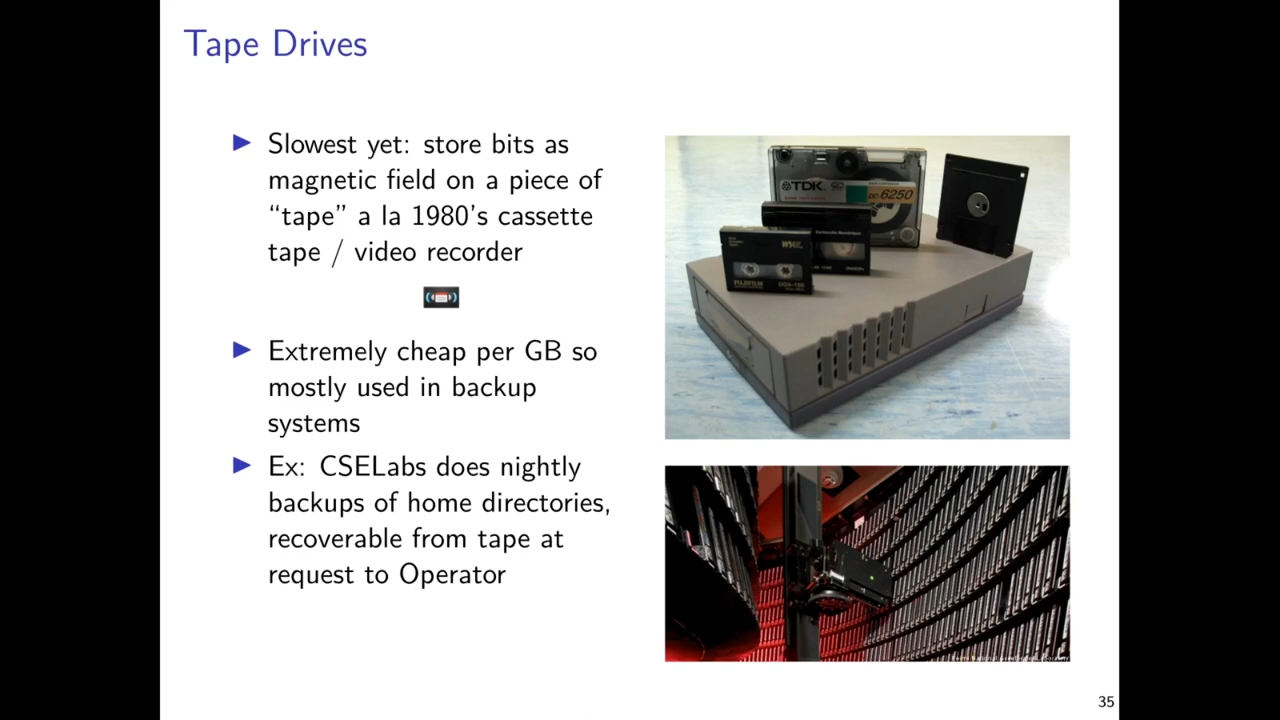 Tape Drives
Slowest yet: store bits as
magnetic field on a piece of
“tape” a la 1980’s cassette
tape / video recorder
Extremely cheap per GB so
mostly used in backup
systems
Ex: CSELabs does nightly
backups of home directories,
recoverable from tape at
request to Operator
TDK
DC-6250
FUJIFILM
35